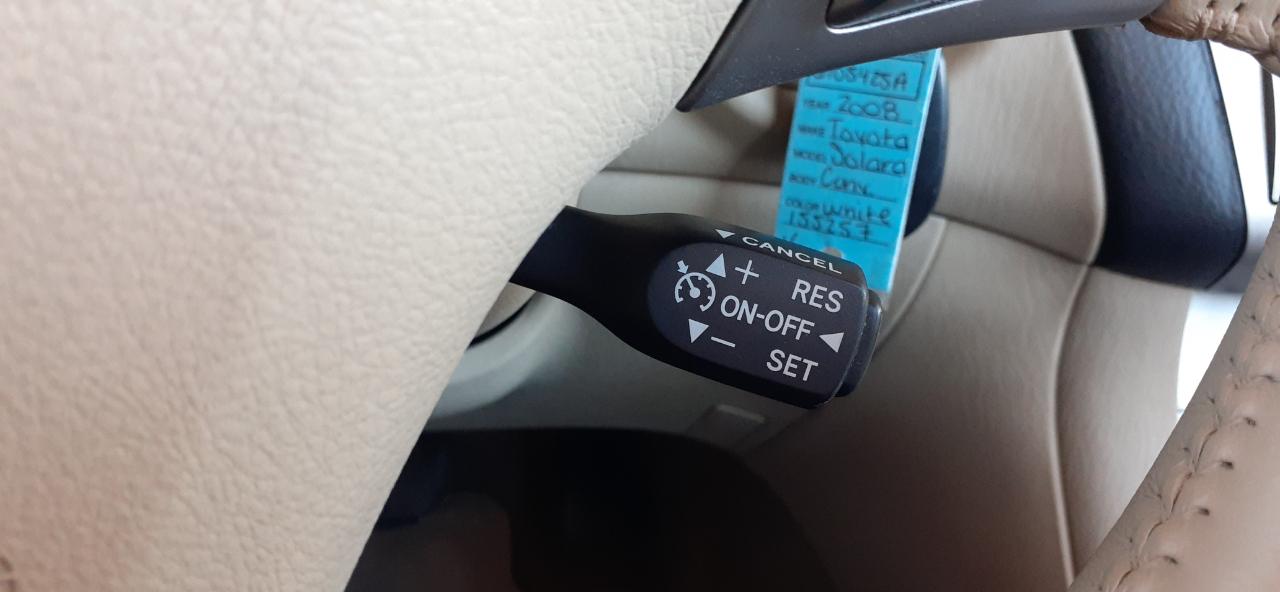 YEAR 2008
MAKE Toyota
MODEL Solara
BODY Conv.
COLOR White
155257
▼ CANCEL
▲ + RES
ON-OFF ◀
▼ − SET